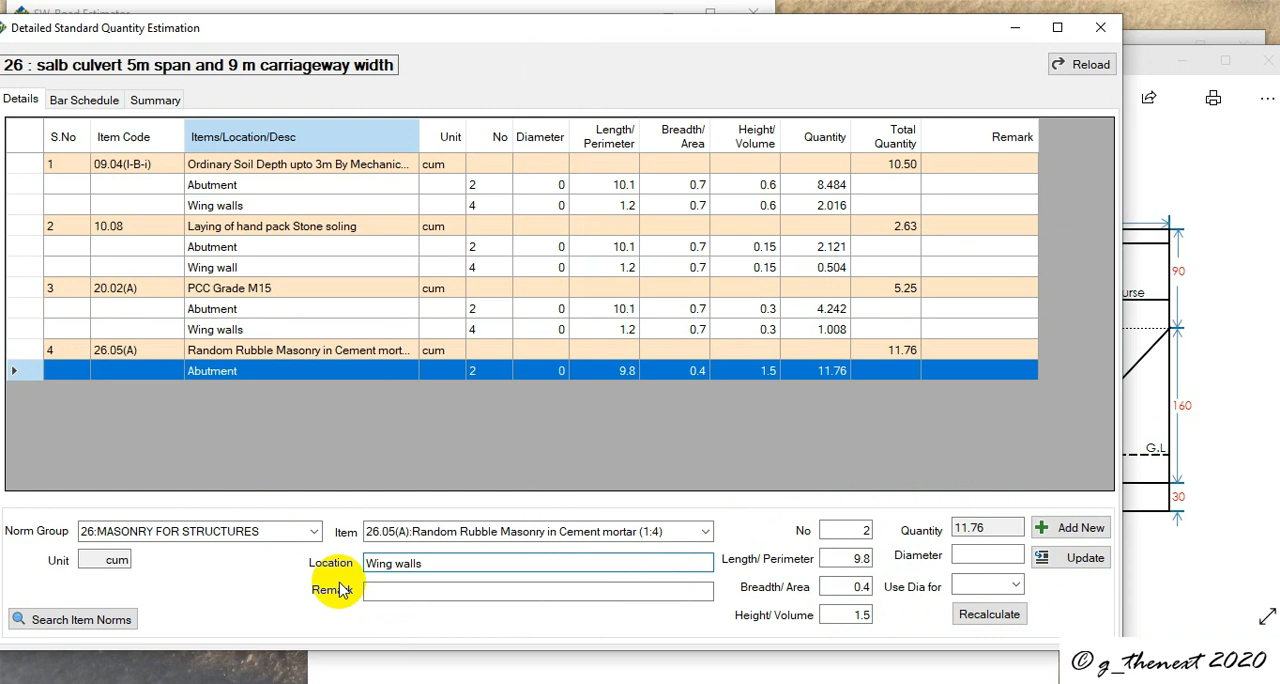 SW Road Estimator
Detailed Standard Quantity Estimation
26 : salb culvert 5m span and 9 m carriageway width
Reload
Details Bar Schedule Summary
S.No Item Code Items/Location/Desc Unit No Diameter Length/ Perimeter Breadth/ Area Height/ Volume Quantity Total Quantity Remark
1 09.04(I-B-i) Ordinary Soil Depth upto 3m By Mechanic... cum 10.50
Abutment 2 0 10.1 0.7 0.6 8.484
Wing walls 4 0 1.2 0.7 0.6 2.016
2 10.08 Laying of hand pack Stone soling cum 2.63
Abutment 2 0 10.1 0.7 0.15 2.121
Wing wall 4 0 1.2 0.7 0.15 0.504
3 20.02(A) PCC Grade M15 cum 5.25
Abutment 2 0 10.1 0.7 0.3 4.242
Wing walls 4 0 1.2 0.7 0.3 1.008
4 26.05(A) Random Rubble Masonry in Cement mort... cum 11.76
Abutment 2 0 9.8 0.4 1.5 11.76
90
urse
160
G.L
30
Norm Group 26:MASONRY FOR STRUCTURES Item 26.05(A):Random Rubble Masonry in Cement mortar (1:4) No 2 Quantity 11.76 Add New
Unit cum Location Wing walls Length/ Perimeter 9.8 Diameter Update
Remark Breadth/ Area 0.4 Use Dia for
Search Item Norms Height/ Volume 1.5 Recalculate
© g_thenext 2020